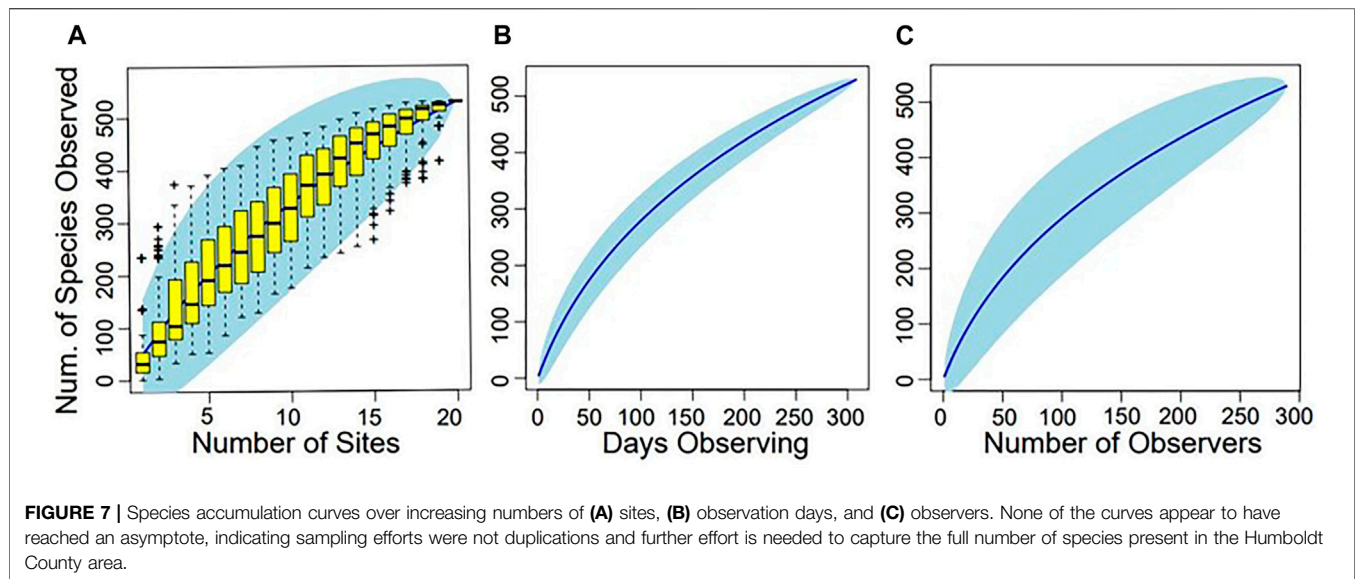 A
B
C
Num. of Species Observed
500
400
300
200
100
0
5 10 15 20
Number of Sites
500
400
300
200
100
0
0 50 100 150 200 250 300
Days Observing
500
400
300
200
100
0
0 50 100 150 200 250 300
Number of Observers
FIGURE 7 | Species accumulation curves over increasing numbers of (A) sites, (B) observation days, and (C) observers. None of the curves appear to have
reached an asymptote, indicating sampling efforts were not duplications and further effort is needed to capture the full number of species present in the Humboldt
County area.